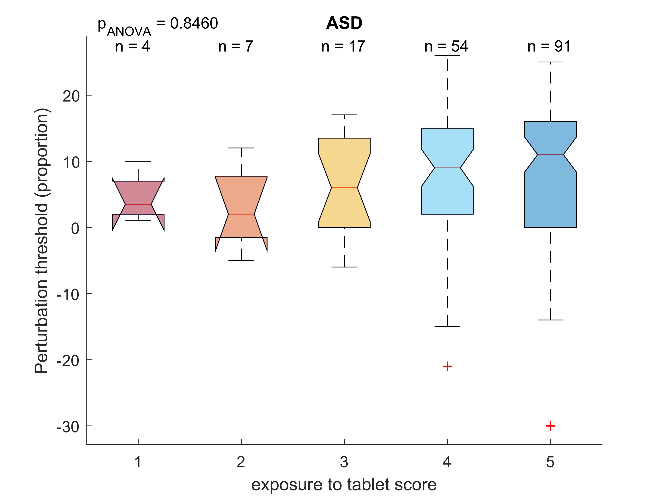 p_ANOVA = 0.8460
ASD
n = 4 n = 7 n = 17 n = 54 n = 91
Perturbation threshold (proportion)
20
10
0
-10
-20
-30
1 2 3 4 5
exposure to tablet score